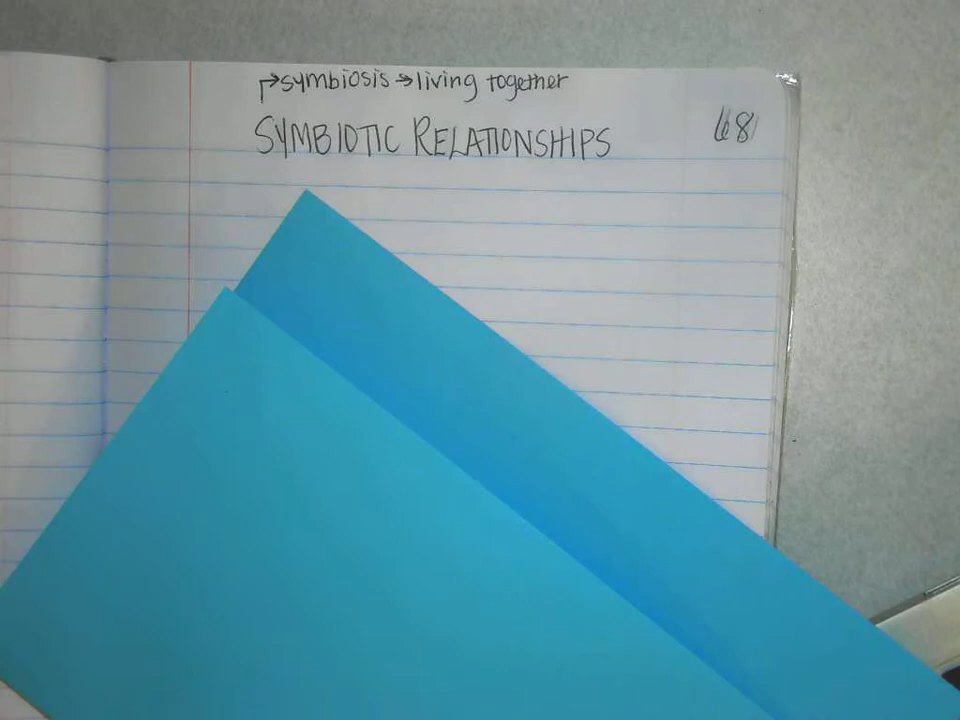 ↱symbiosis → living together
SYMBIOTIC RELATIONSHIPS
68